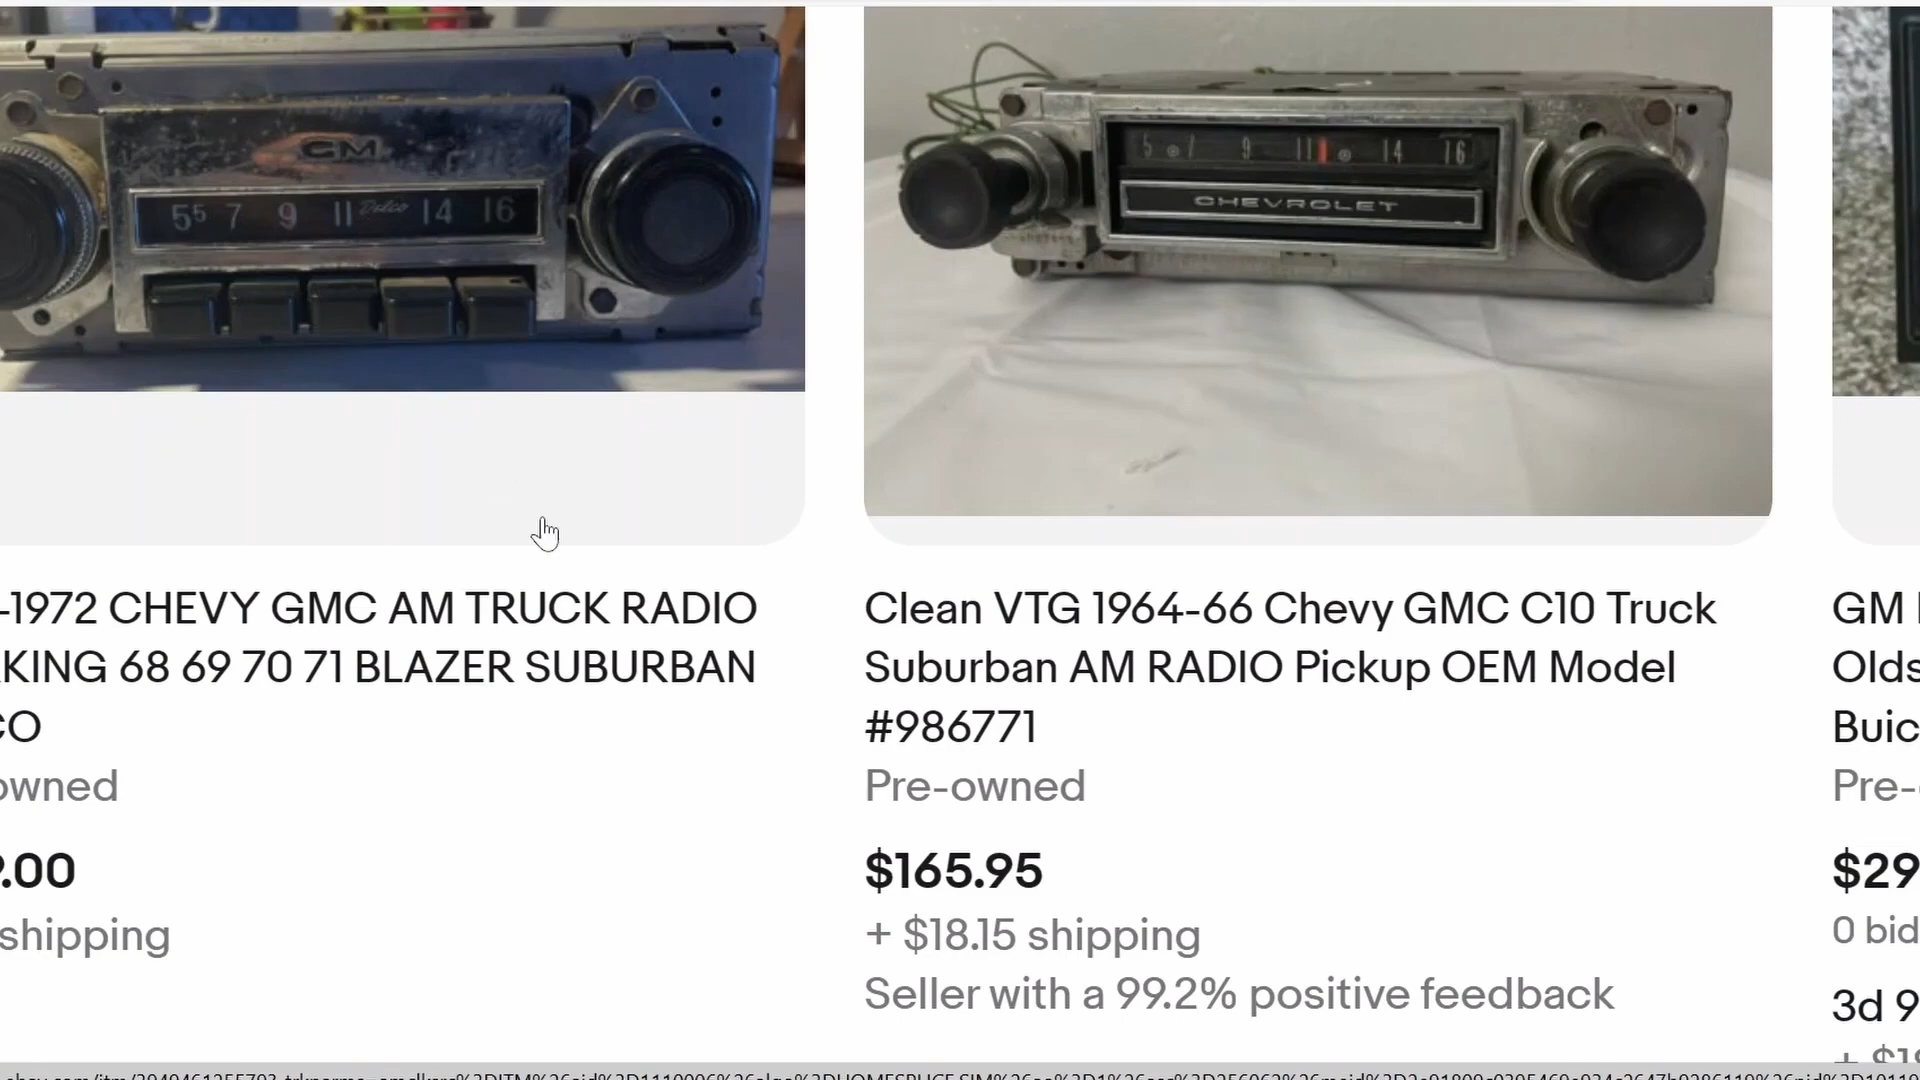 GM
5⁵ 7 9 11 Delco 14 16
5 7 9 11 14 16
CHEVROLET
-1972 CHEVY GMC AM TRUCK RADIO
KING 68 69 70 71 BLAZER SUBURBAN
CO
owned
.00
shipping
Clean VTG 1964-66 Chevy GMC C10 Truck
Suburban AM RADIO Pickup OEM Model
#986771
Pre-owned
$165.95
+ $18.15 shipping
Seller with a 99.2% positive feedback
GM
Olds
Buic
Pre-
$29
0 bid
3d 9